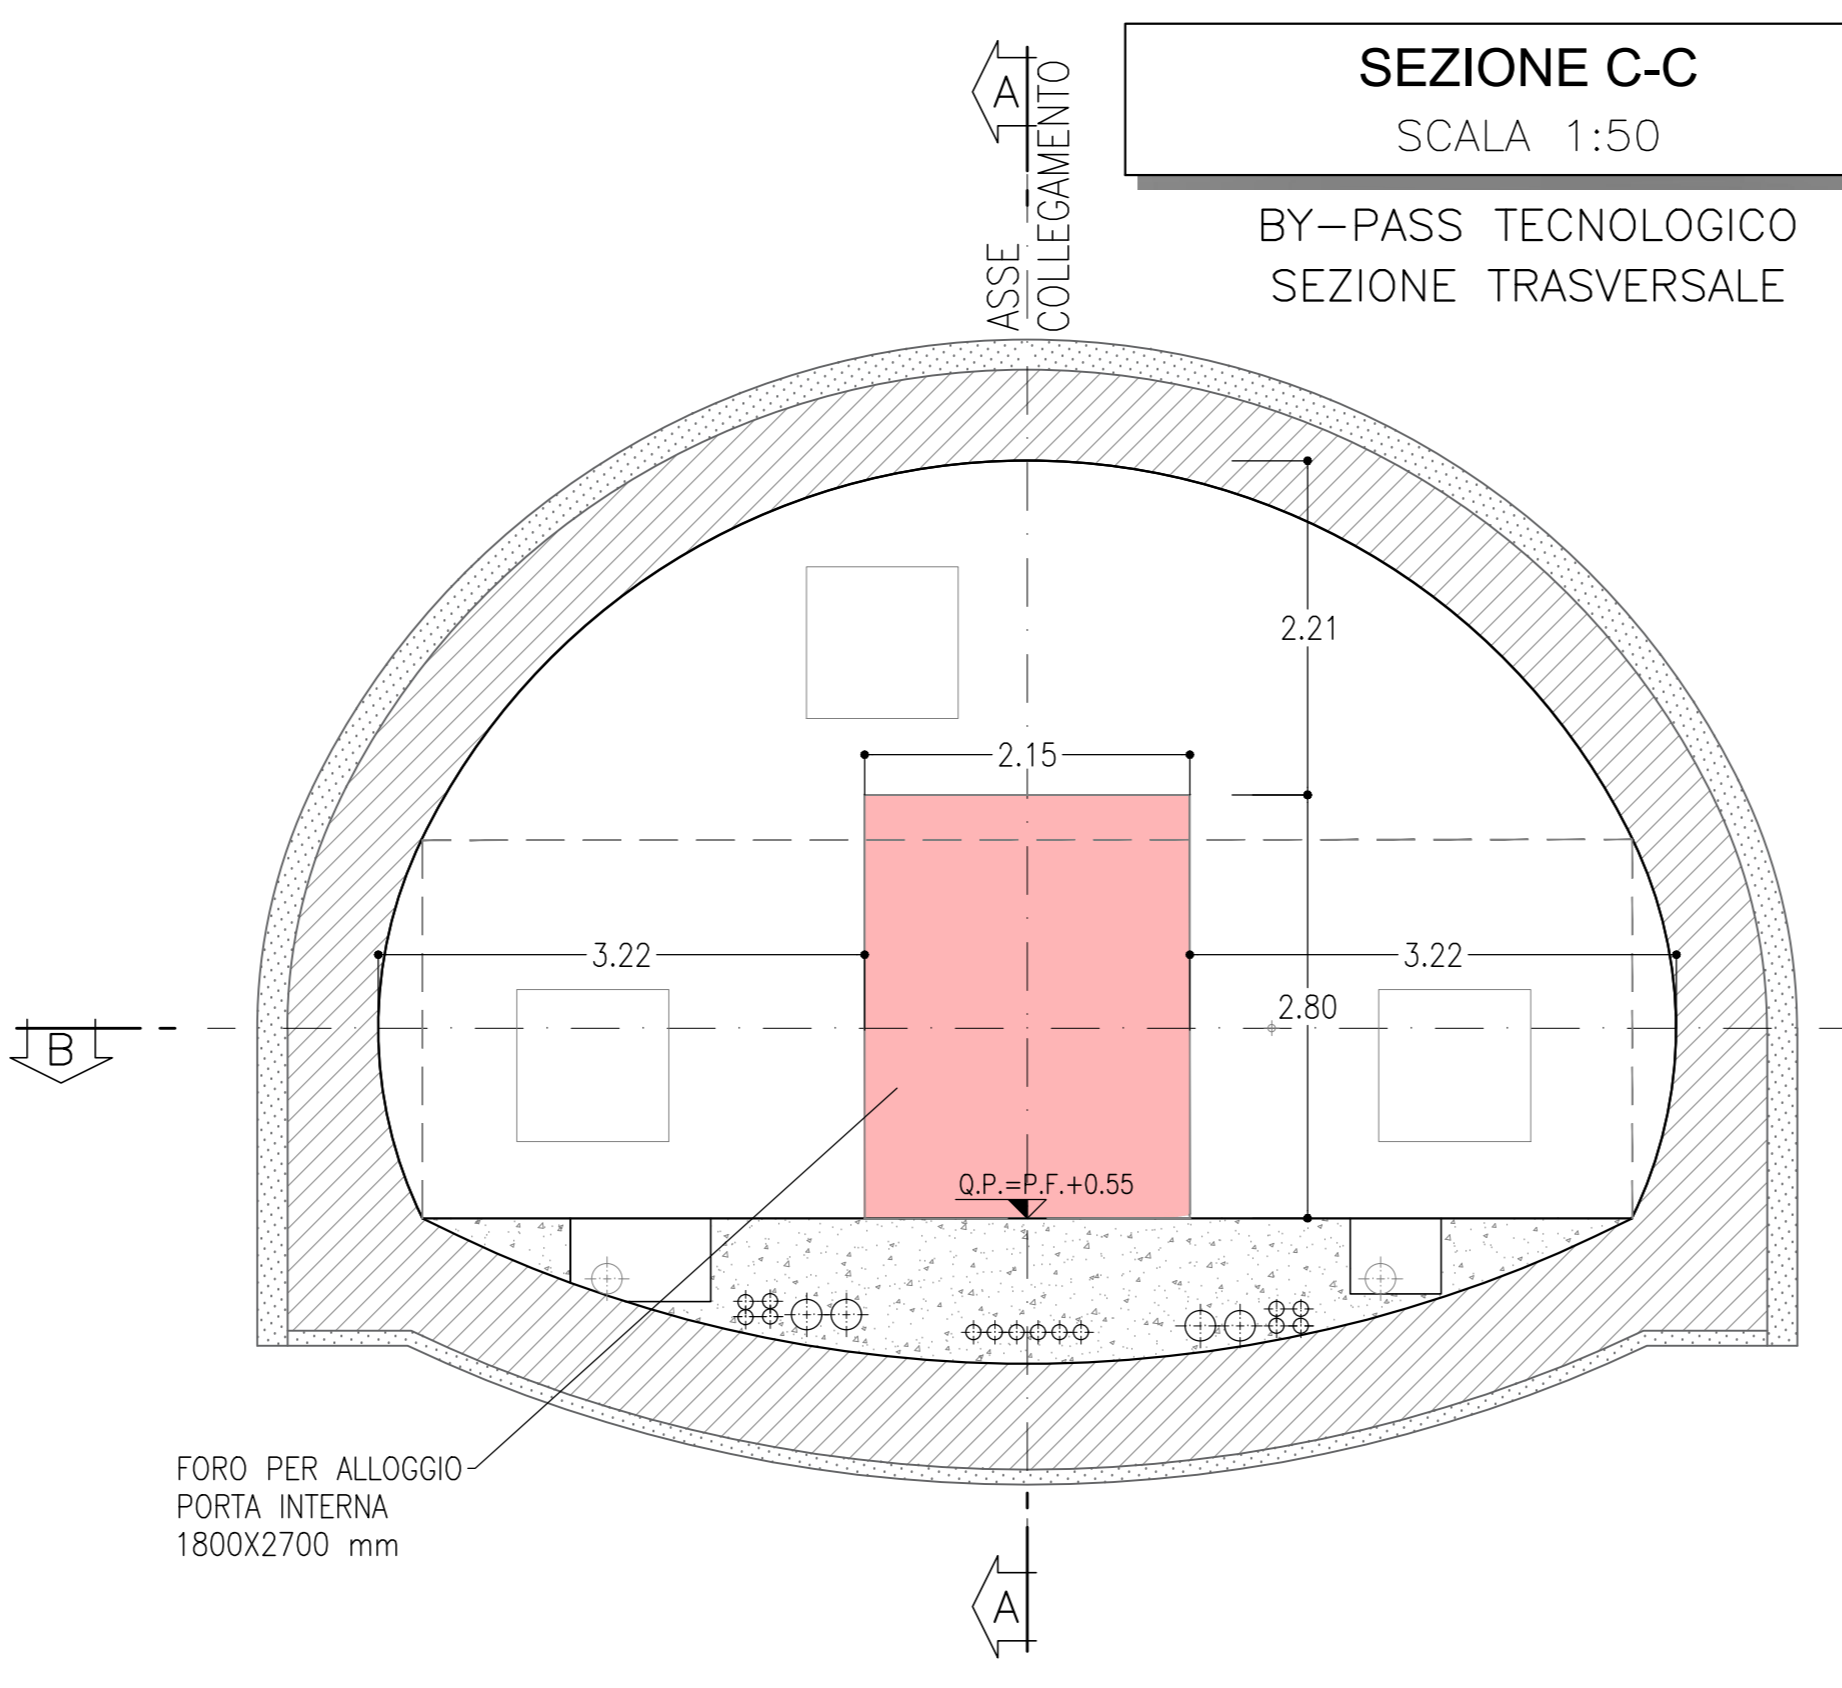 SEZIONE C-C
SCALA 1:50
BY-PASS TECNOLOGICO
SEZIONE TRASVERSALE
A
ASSE
COLLEGAMENTO
2.21
2.15
3.22
3.22
2.80
B
Q.P.=P.F.+0.55
FORO PER ALLOGGIO
PORTA INTERNA
1800X2700 mm
A